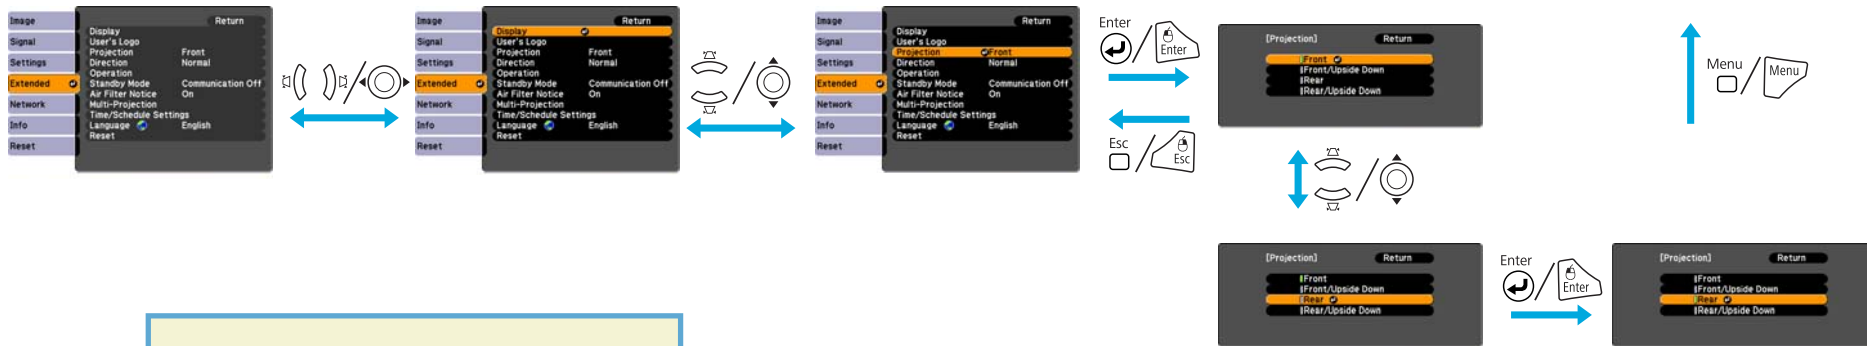 Image
Signal
Settings
Extended
Network
Info
Reset
Return
Display
User's Logo
Projection Front
Direction Normal
Operation
Standby Mode Communication Off
Air Filter Notice On
Multi-Projection
Time/Schedule Settings
Language English
Reset
Image
Signal
Settings
Extended
Network
Info
Reset
Return
Display
User's Logo
Projection Front
Direction Normal
Operation
Standby Mode Communication Off
Air Filter Notice On
Multi-Projection
Time/Schedule Settings
Language English
Reset
Image
Signal
Settings
Extended
Network
Info
Reset
Return
Display
User's Logo
Projection Front
Direction Normal
Operation
Standby Mode Communication Off
Air Filter Notice On
Multi-Projection
Time/Schedule Settings
Language English
Reset
Enter
Enter
Esc
Esc
[Projection] Return
Front
Front/Upside Down
Rear
Rear/Upside Down
Menu
Menu
[Projection] Return
Front
Front/Upside Down
Rear
Rear/Upside Down
Enter
Enter
[Projection] Return
Front
Front/Upside Down
Rear
Rear/Upside Down